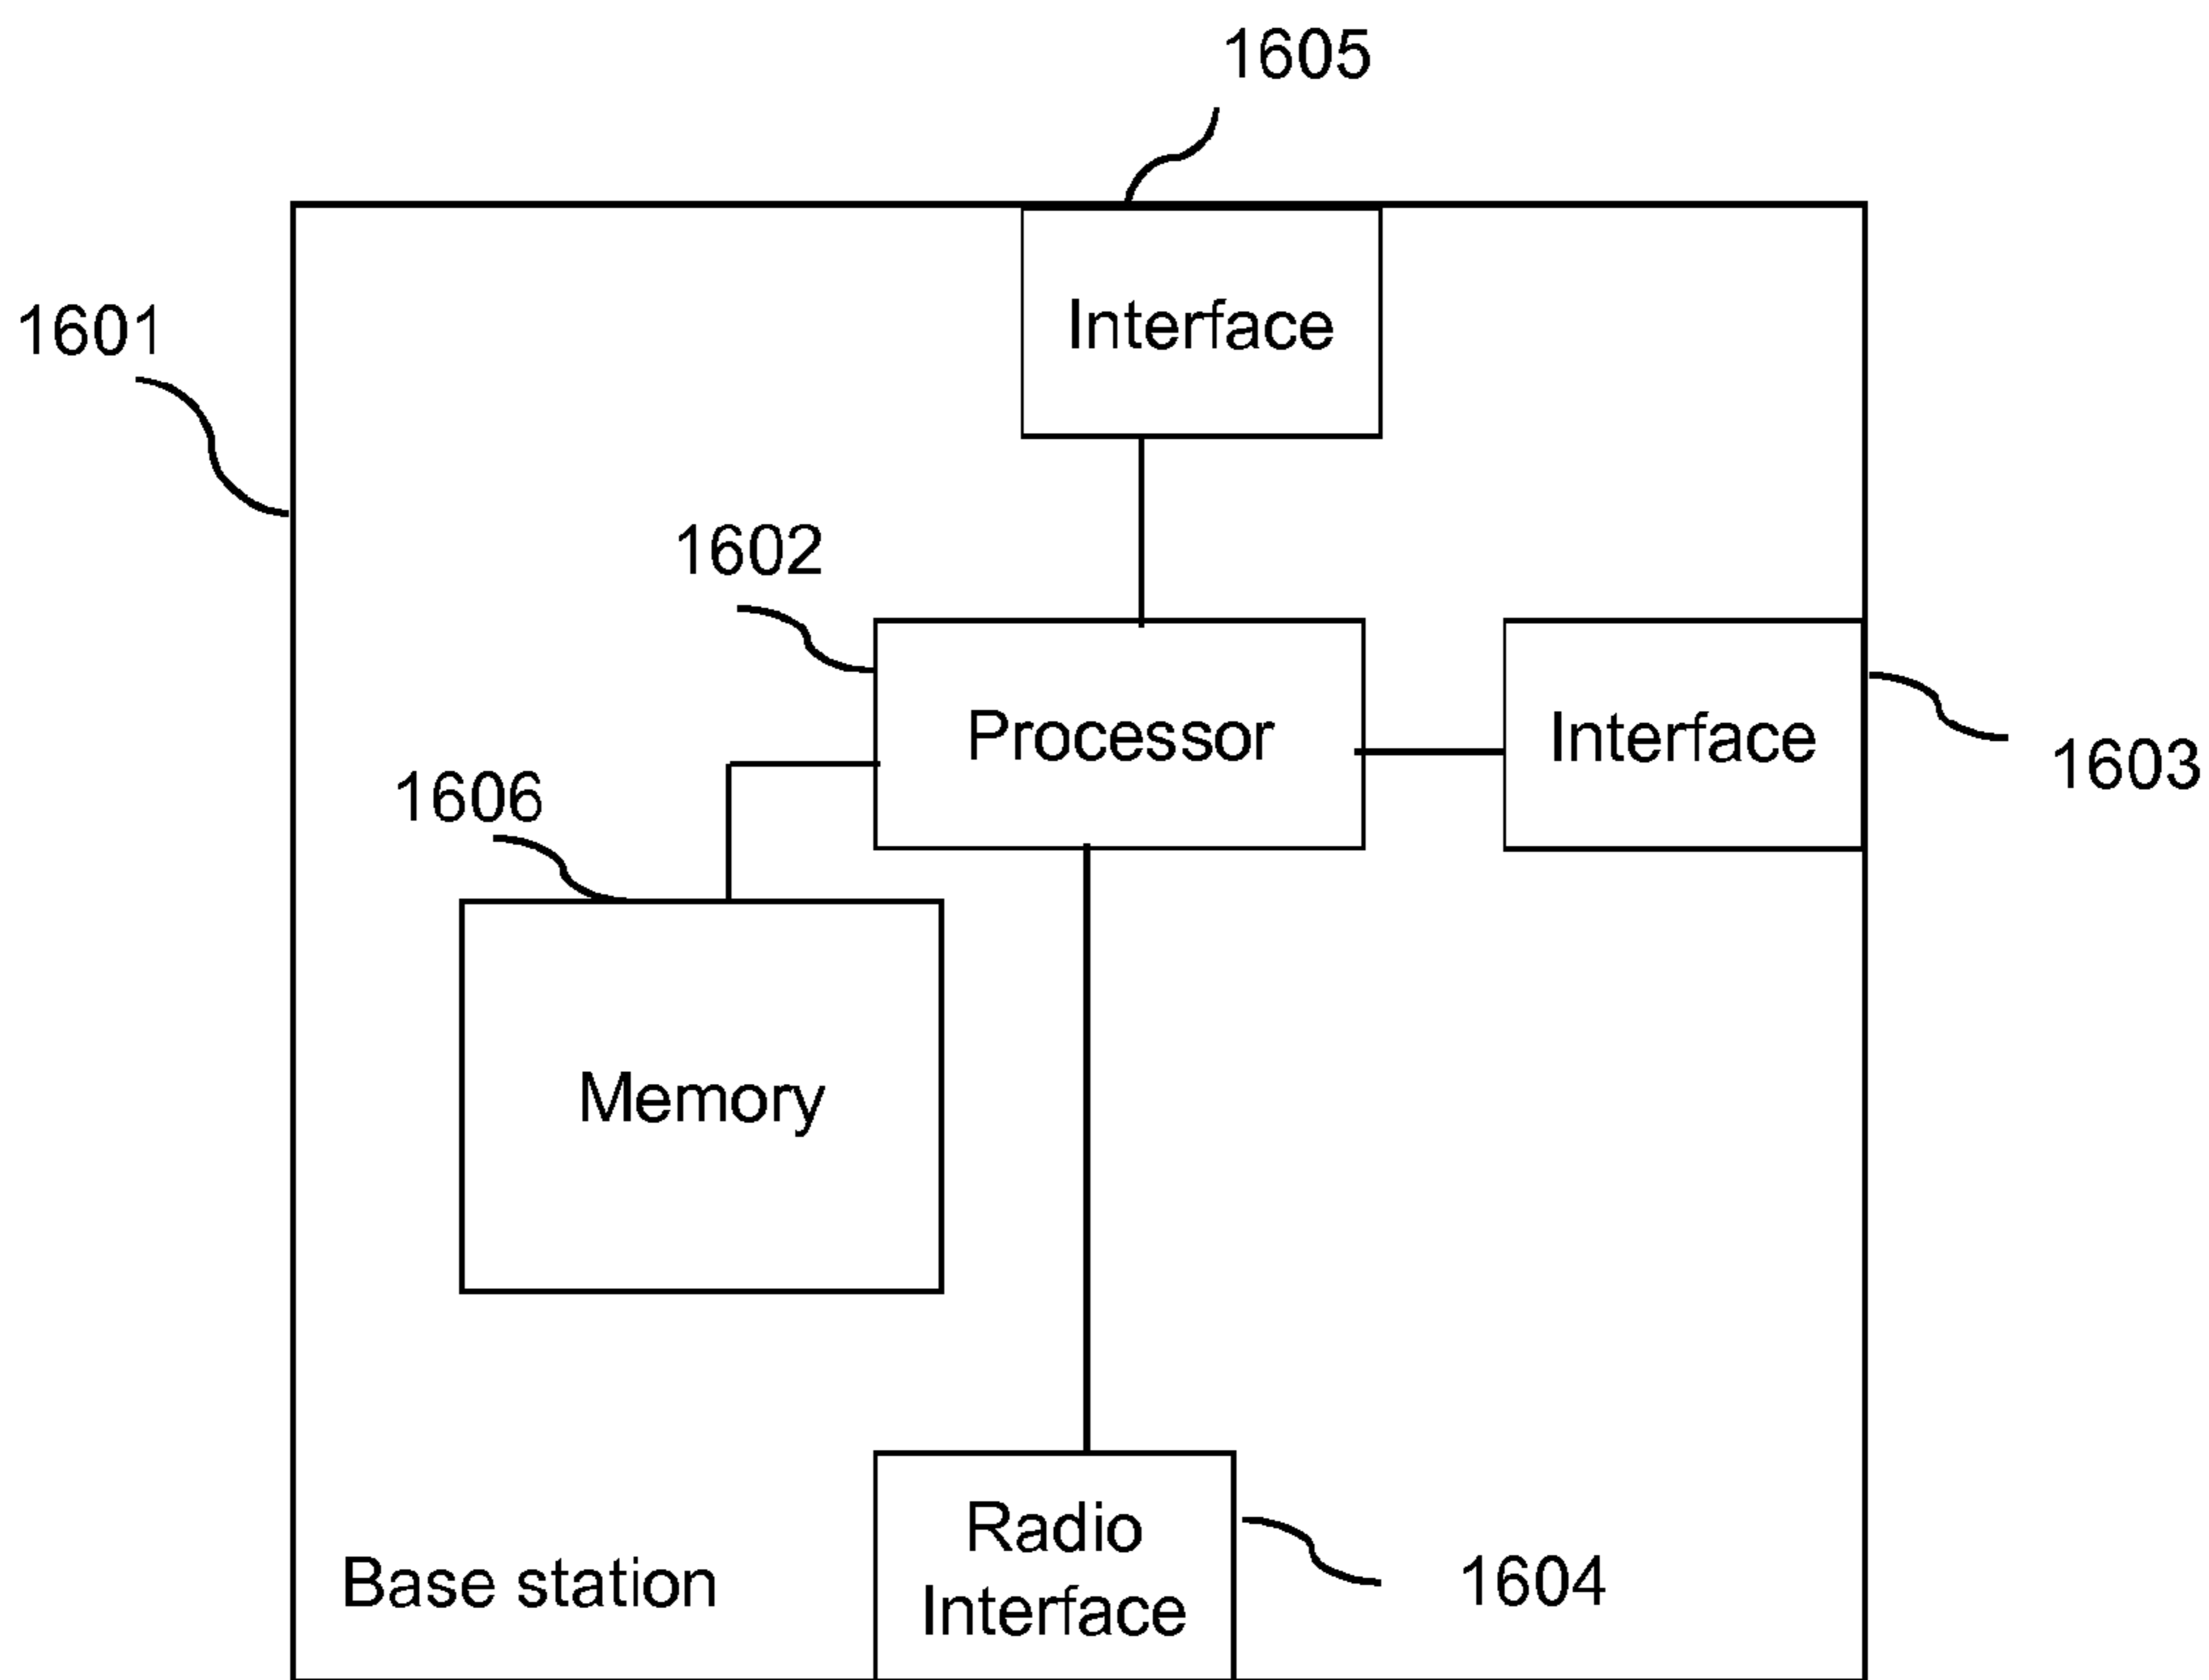 1605
Interface
1601
1602
Processor
Interface
1603
1606
Memory
Radio
Interface
1604
Base station